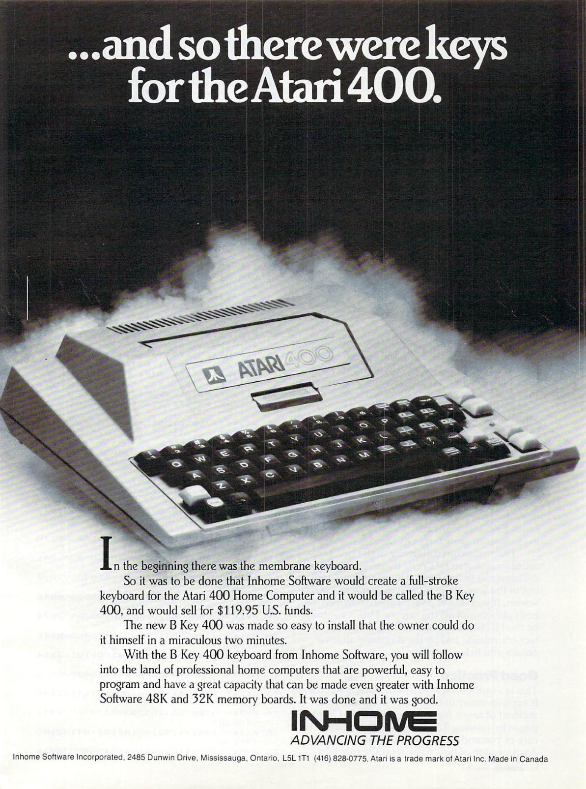 ...and so there were keys
for the Atari 400.
ATARI 400
Q W E R T Y U I O P
Z X C V B N M
In the beginning there was the membrane keyboard.
So it was to be done that Inhome Software would create a full-stroke
keyboard for the Atari 400 Home Computer and it would be called the B Key
400, and would sell for $119.95 U.S. funds.
The new B Key 400 was made so easy to install that the owner could do
it himself in a miraculous two minutes.
With the B Key 400 keyboard from Inhome Software, you will follow
into the land of professional home computers that are powerful, easy to
program and have a great capacity that can be made even greater with Inhome
Software 48K and 32K memory boards. It was done and it was good.
INHOME
ADVANCING THE PROGRESS
Inhome Software Incorporated, 2485 Dunwin Drive, Mississauga, Ontario, L5L 1T1 (416) 828-0775. Atari is a trade mark of Atari Inc. Made in Canada